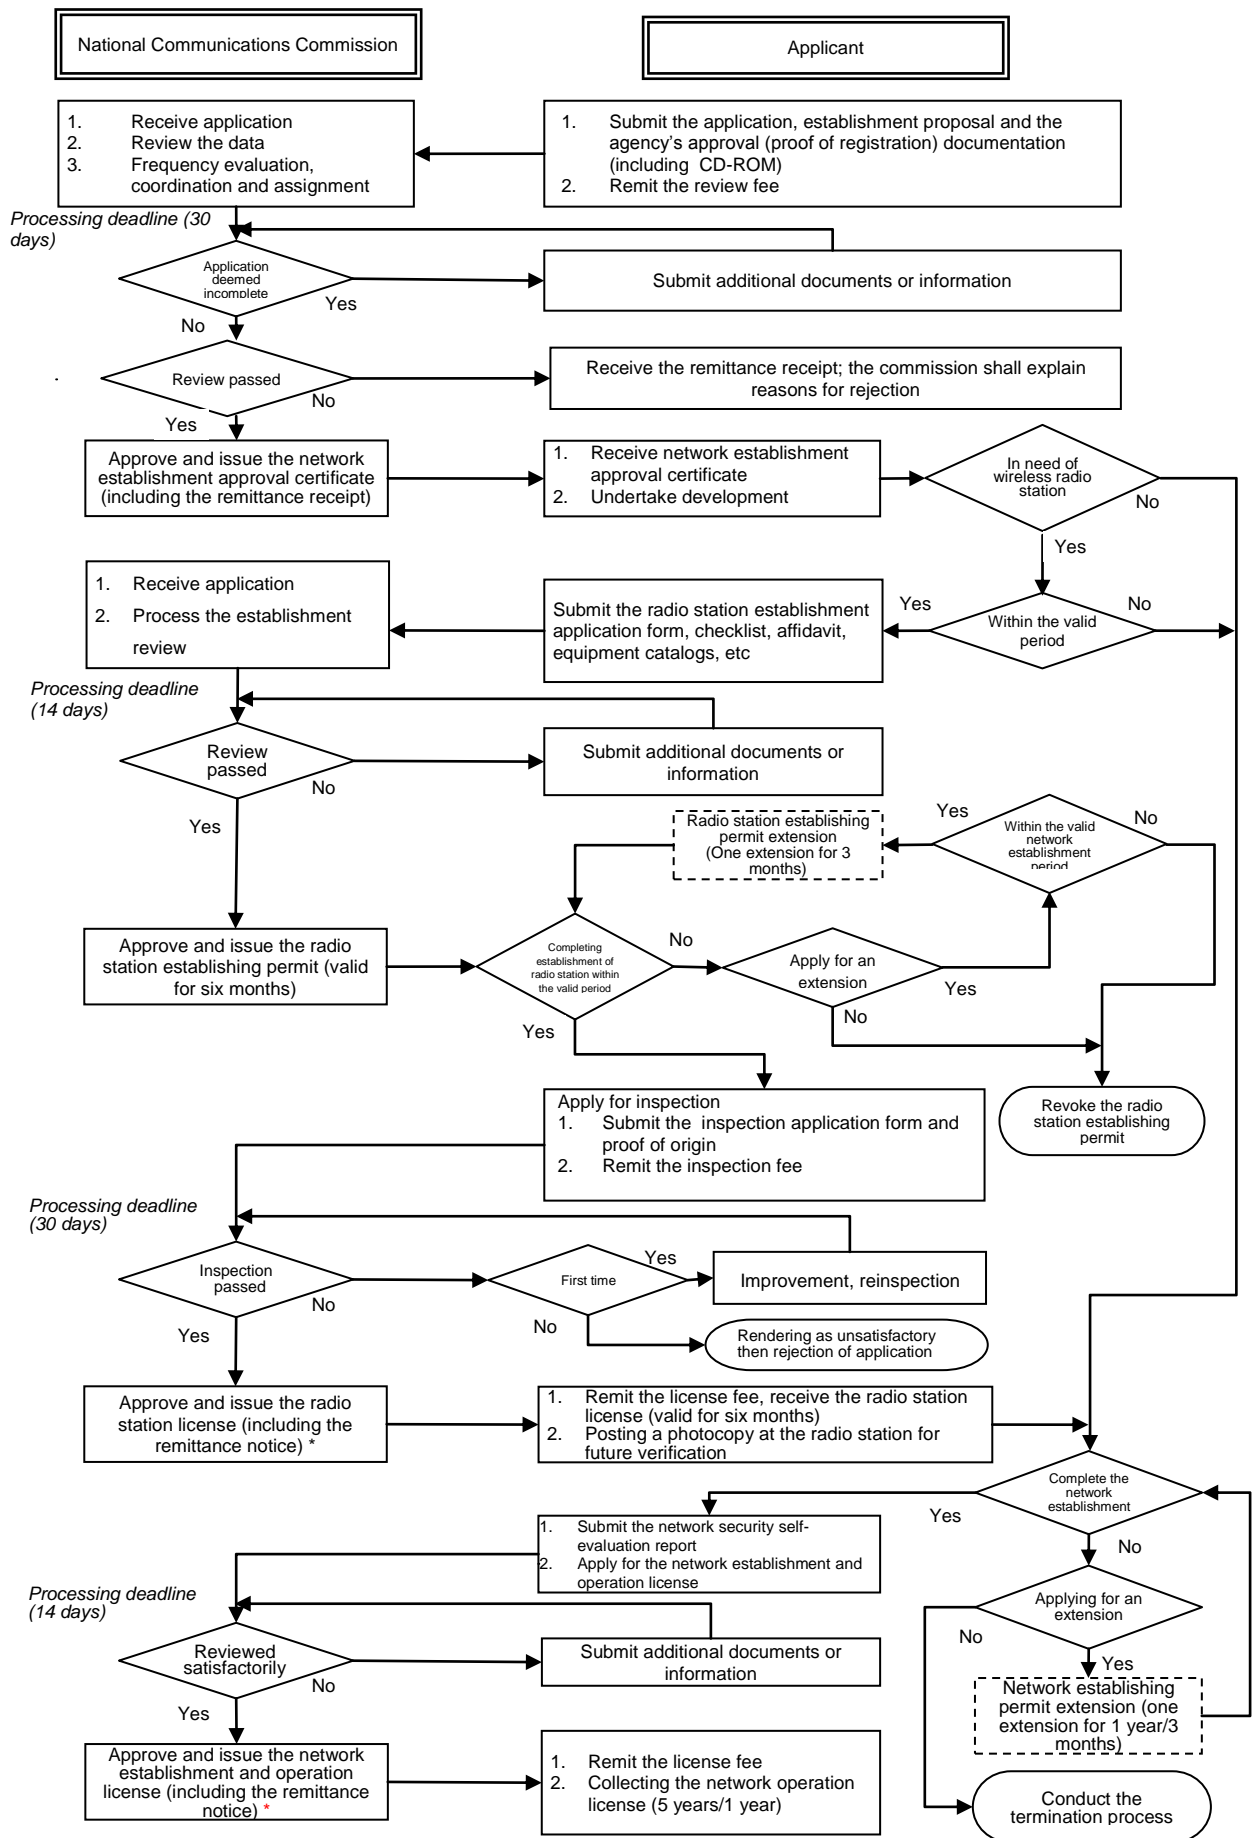 National Communications Commission
Applicant
1. Receive application
2. Review the data
3. Frequency evaluation,
coordination and assignment
1. Submit the application, establishment proposal and the
agency's approval (proof of registration) documentation
(including CD-ROM)
2. Remit the review fee
Processing deadline (30
days)
Application
deemed
incomplete
Yes
No
Submit additional documents or information
Review passed
No
Yes
Receive the remittance receipt; the commission shall explain
reasons for rejection
Approve and issue the network
establishment approval certificate
(including the remittance receipt)
1. Receive network establishment
approval certificate
2. Undertake development
In need of
wireless radio
station
No
Yes
1. Receive application
2. Process the establishment
review
Submit the radio station establishment
application form, checklist, affidavit,
equipment catalogs, etc
Yes
Within the valid
period
No
Processing deadline
(14 days)
Review
passed
No
Yes
Submit additional documents or
information
Radio station establishing
permit extension
(One extension for 3
months)
Yes
Within the valid
network
establishment
period
No
Approve and issue the radio
station establishing permit (valid
for six months)
Completing
establishment of
radio station within
the valid period
No
Yes
Apply for an
extension
Yes
No
Revoke the radio
station establishing
permit
Apply for inspection
1. Submit the inspection application form and
proof of origin
2. Remit the inspection fee
Processing deadline
(30 days)
Inspection
passed
No
Yes
First time
Yes
No
Improvement, reinspection
Rendering as unsatisfactory
then rejection of application
Approve and issue the radio
station license (including the
remittance notice) *
1. Remit the license fee, receive the radio station
license (valid for six months)
2. Posting a photocopy at the radio station for
future verification
Complete the
network
establishment
Yes
No
1. Submit the network security self-
evaluation report
2. Apply for the network establishment and
operation license
Processing deadline
(14 days)
Reviewed
satisfactorily
No
Yes
Submit additional documents or
information
Applying for an
extension
No
Yes
Network establishing
permit extension (one
extension for 1 year/3
months)
Approve and issue the network
establishment and operation
license (including the remittance
notice) *
1. Remit the license fee
2. Collecting the network operation
license (5 years/1 year)
Conduct the
termination process